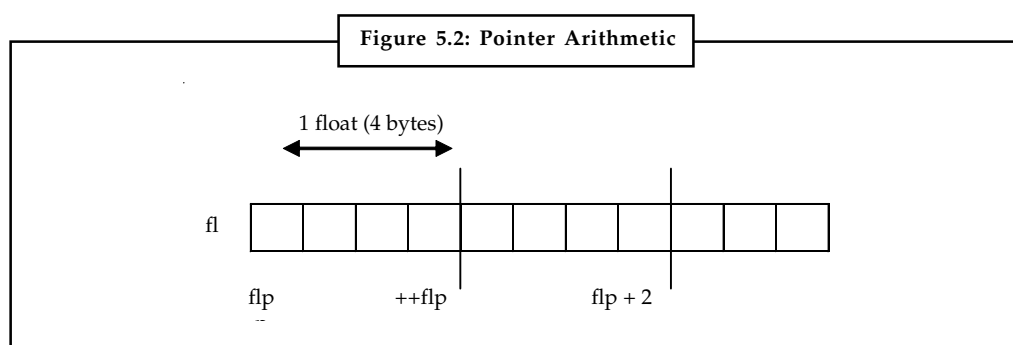 Figure 5.2: Pointer Arithmetic
1 float (4 bytes)
fl
flp ++flp flp + 2